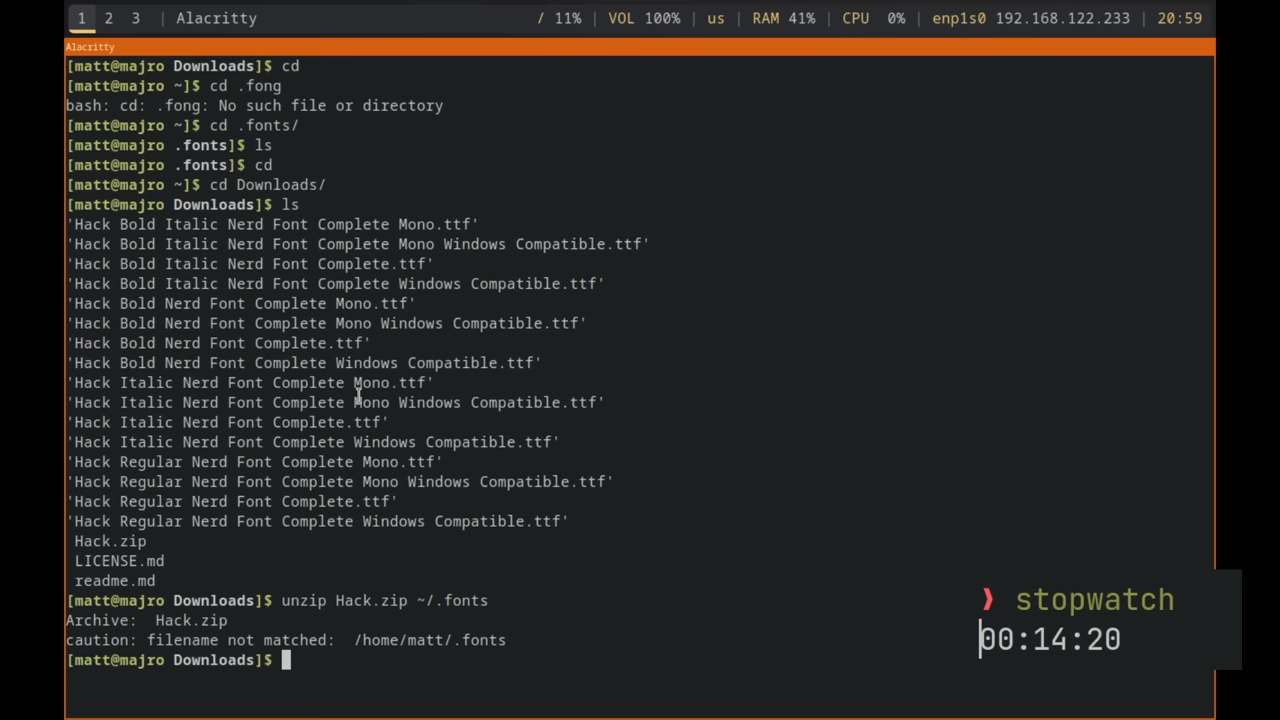 1 2 3 | Alacritty / 11% | VOL 100% | us | RAM 41% | CPU 0% | enp1s0 192.168.122.233 | 20:59
Alacritty
[matt@majro Downloads]$ cd
[matt@majro ~]$ cd .fong
bash: cd: .fong: No such file or directory
[matt@majro ~]$ cd .fonts/
[matt@majro .fonts]$ ls
[matt@majro .fonts]$ cd
[matt@majro ~]$ cd Downloads/
[matt@majro Downloads]$ ls
'Hack Bold Italic Nerd Font Complete Mono.ttf'
'Hack Bold Italic Nerd Font Complete Mono Windows Compatible.ttf'
'Hack Bold Italic Nerd Font Complete.ttf'
'Hack Bold Italic Nerd Font Complete Windows Compatible.ttf'
'Hack Bold Nerd Font Complete Mono.ttf'
'Hack Bold Nerd Font Complete Mono Windows Compatible.ttf'
'Hack Bold Nerd Font Complete.ttf'
'Hack Bold Nerd Font Complete Windows Compatible.ttf'
'Hack Italic Nerd Font Complete Mono.ttf'
'Hack Italic Nerd Font Complete Mono Windows Compatible.ttf'
'Hack Italic Nerd Font Complete.ttf'
'Hack Italic Nerd Font Complete Windows Compatible.ttf'
'Hack Regular Nerd Font Complete Mono.ttf'
'Hack Regular Nerd Font Complete Mono Windows Compatible.ttf'
'Hack Regular Nerd Font Complete.ttf'
'Hack Regular Nerd Font Complete Windows Compatible.ttf'
Hack.zip
LICENSE.md
readme.md
[matt@majro Downloads]$ unzip Hack.zip ~/.fonts
Archive:  Hack.zip
caution: filename not matched:  /home/matt/.fonts
[matt@majro Downloads]$
❯ stopwatch
00:14:20